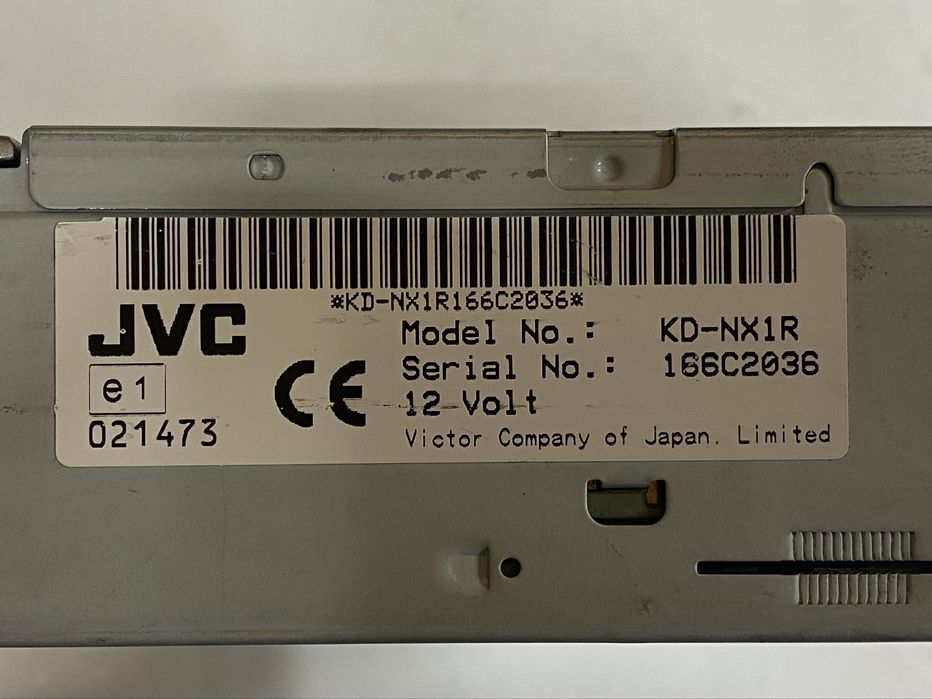 *KD-NX1R166C2036*
JVC
Model No.: KD-NX1R
Serial No.: 166C2036
e1
CE
12 Volt
021473
Victor Company of Japan. Limited